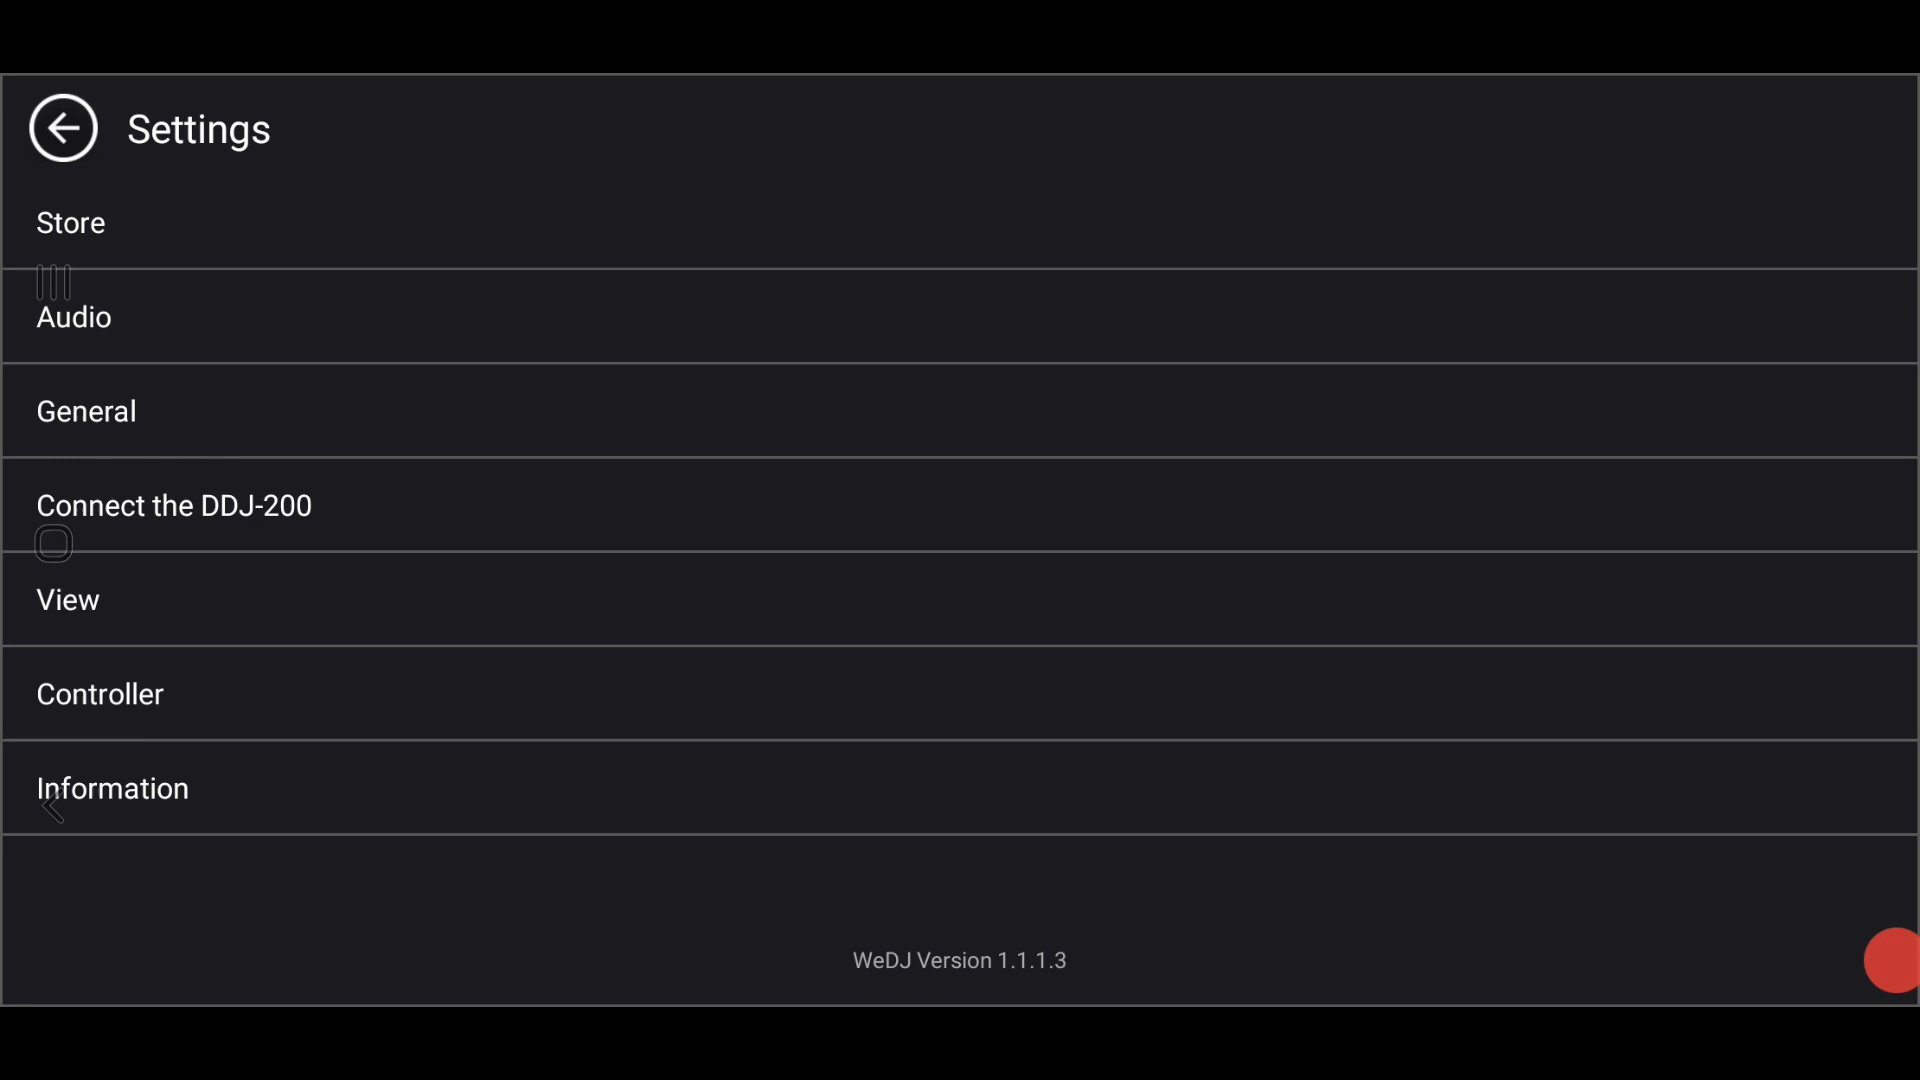 Settings
Store
Audio
General
Connect the DDJ-200
View
Controller
Information
WeDJ Version 1.1.1.3